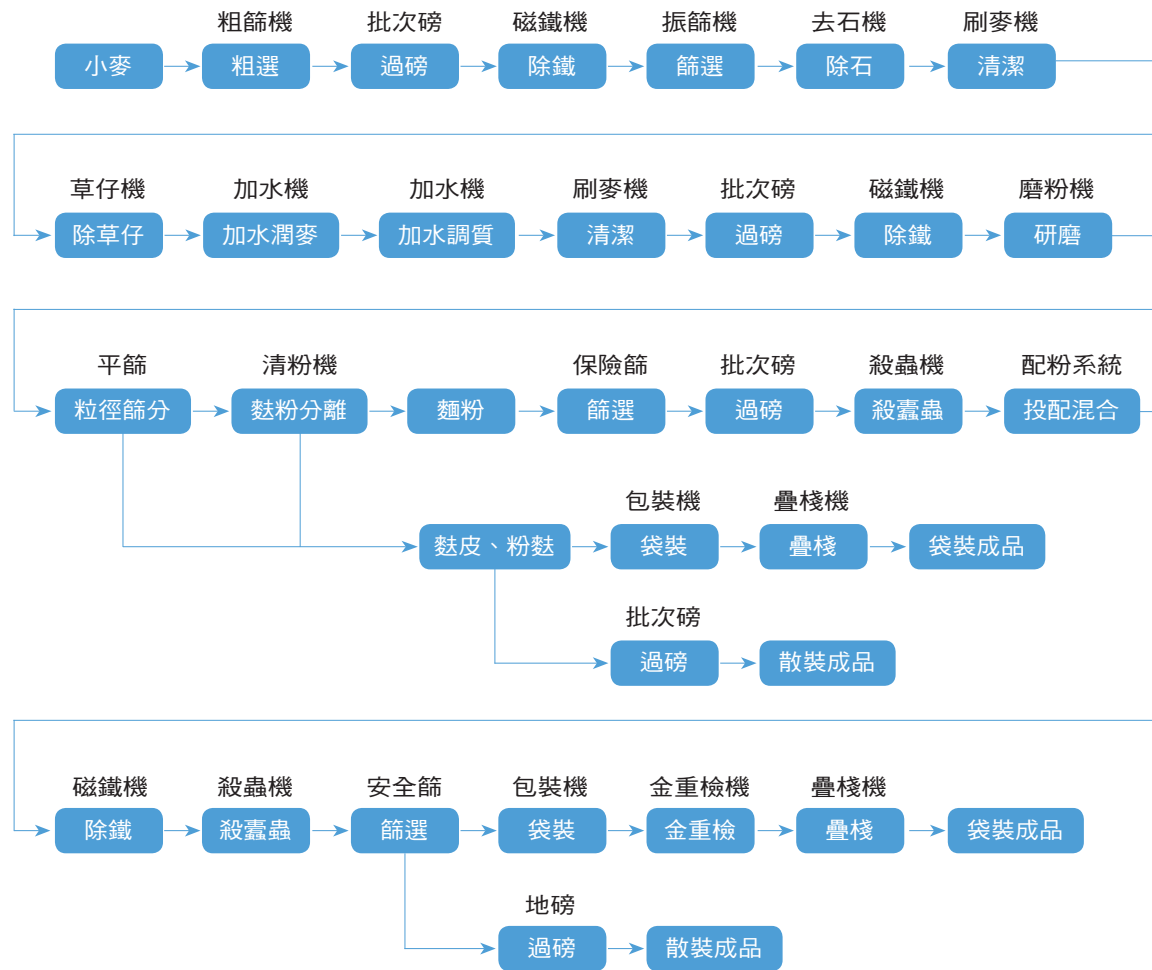 粗篩機 批次磅 磁鐵機 振篩機 去石機 刷麥機
小麥 粗選 過磅 除鐵 篩選 除石 清潔
草仔機 加水機 加水機 刷麥機 批次磅 磁鐵機 磨粉機
除草仔 加水潤麥 加水調質 清潔 過磅 除鐵 研磨
平篩 清粉機 保險篩 批次磅 殺蟲機 配粉系統
粒徑篩分 麩粉分離 麵粉 篩選 過磅 殺蠹蟲 投配混合
包裝機 疊棧機
麩皮、粉麩 袋裝 疊棧 袋裝成品
批次磅
過磅 散裝成品
磁鐵機 殺蟲機 安全篩 包裝機 金重檢機 疊棧機
除鐵 殺蠹蟲 篩選 袋裝 金重檢 疊棧 袋裝成品
地磅
過磅 散裝成品